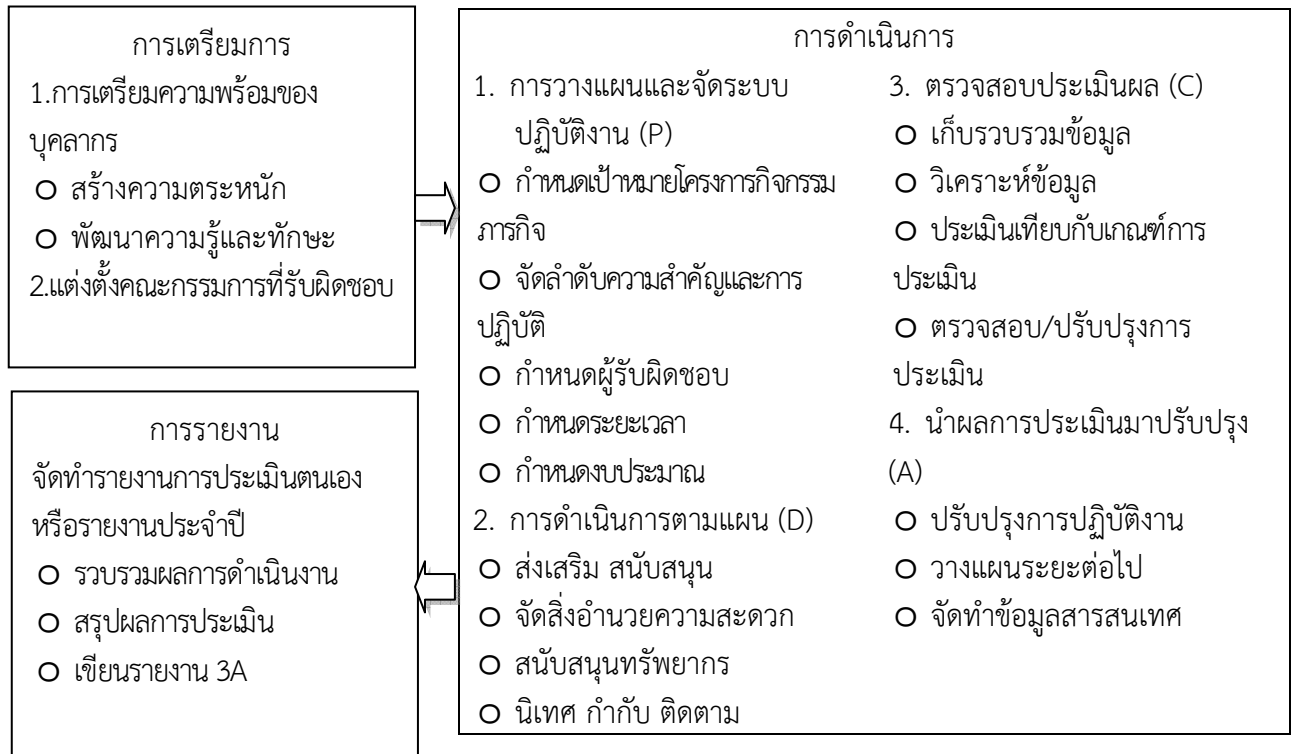 การเตรียมการ
1.การเตรียมความพร้อมของ
บุคลากร
O สร้างความตระหนัก
O พัฒนาความรู้และทักษะ
2.แต่งตั้งคณะกรรมการที่รับผิดชอบ
การดำเนินการ
1. การวางแผนและจัดระบบ
ปฏิบัติงาน (P)
O กำหนดเป้าหมายโครงการกิจกรรม
ภารกิจ
O จัดลำดับความสำคัญและการ
ปฏิบัติ
O กำหนดผู้รับผิดชอบ
O กำหนดระยะเวลา
O กำหนดงบประมาณ
2. การดำเนินการตามแผน (D)
O ส่งเสริม สนับสนุน
O จัดสิ่งอำนวยความสะดวก
O สนับสนุนทรัพยากร
O นิเทศ กำกับ ติดตาม
3. ตรวจสอบประเมินผล (C)
O เก็บรวบรวมข้อมูล
O วิเคราะห์ข้อมูล
O ประเมินเทียบกับเกณฑ์การ
ประเมิน
O ตรวจสอบ/ปรับปรุงการ
ประเมิน
4. นำผลการประเมินมาปรับปรุง
(A)
O ปรับปรุงการปฏิบัติงาน
O วางแผนระยะต่อไป
O จัดทำข้อมูลสารสนเทศ
การรายงาน
จัดทำรายงานการประเมินตนเอง
หรือรายงานประจำปี
O รวบรวมผลการดำเนินงาน
O สรุปผลการประเมิน
O เขียนรายงาน 3A